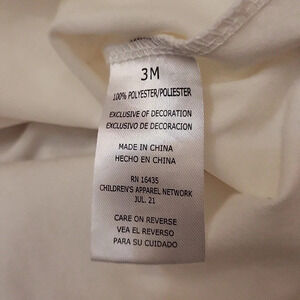 3M
100% POLYESTER/POLIESTER
EXCLUSIVE OF DECORATION
EXCLUSIVO DE DECORACION
MADE IN CHINA
HECHO EN CHINA
RN 16435
CHILDREN'S APPAREL NETWORK
JUL. 21
CARE ON REVERSE
VEA EL REVERSO
PARA SU CUIDADO